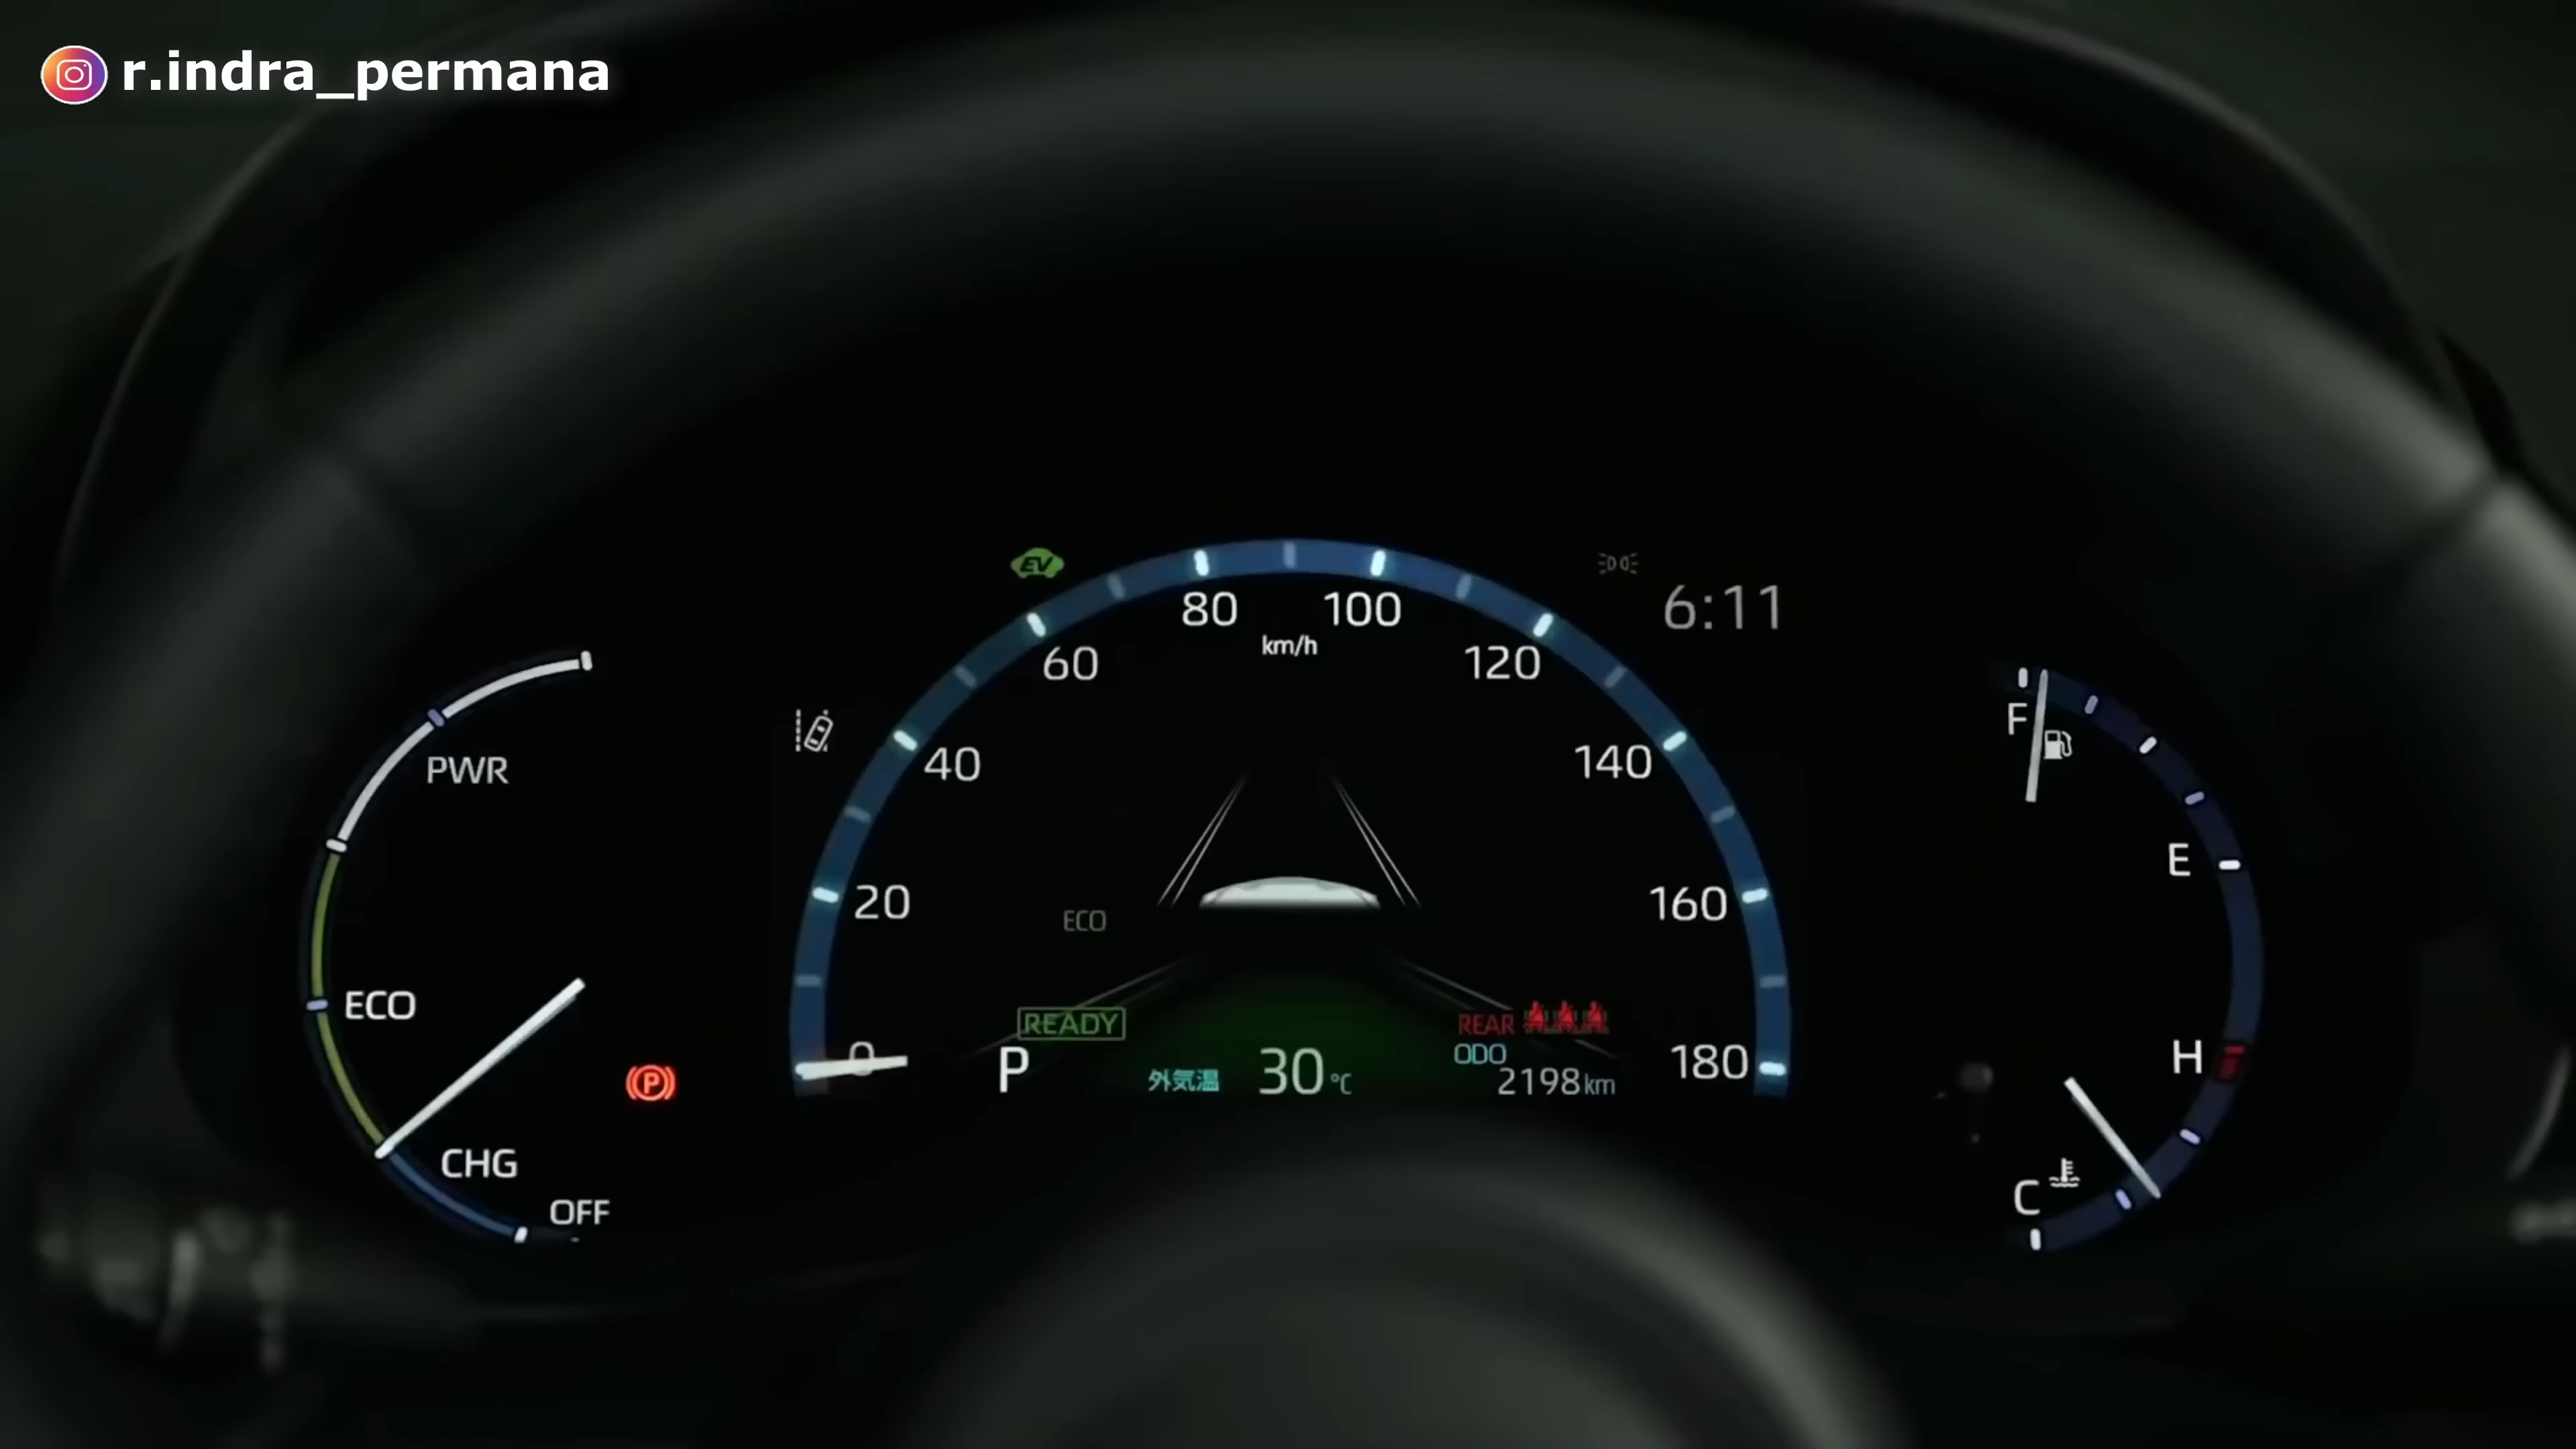 r.indra_permana
EV
80
100
6:11
km/h
60
120
F
PWR
40
140
E
20
160
ECO
ECO
READY
REAR
0
P
外気温
30℃
ODO
2198km
180
H
CHG
C
OFF